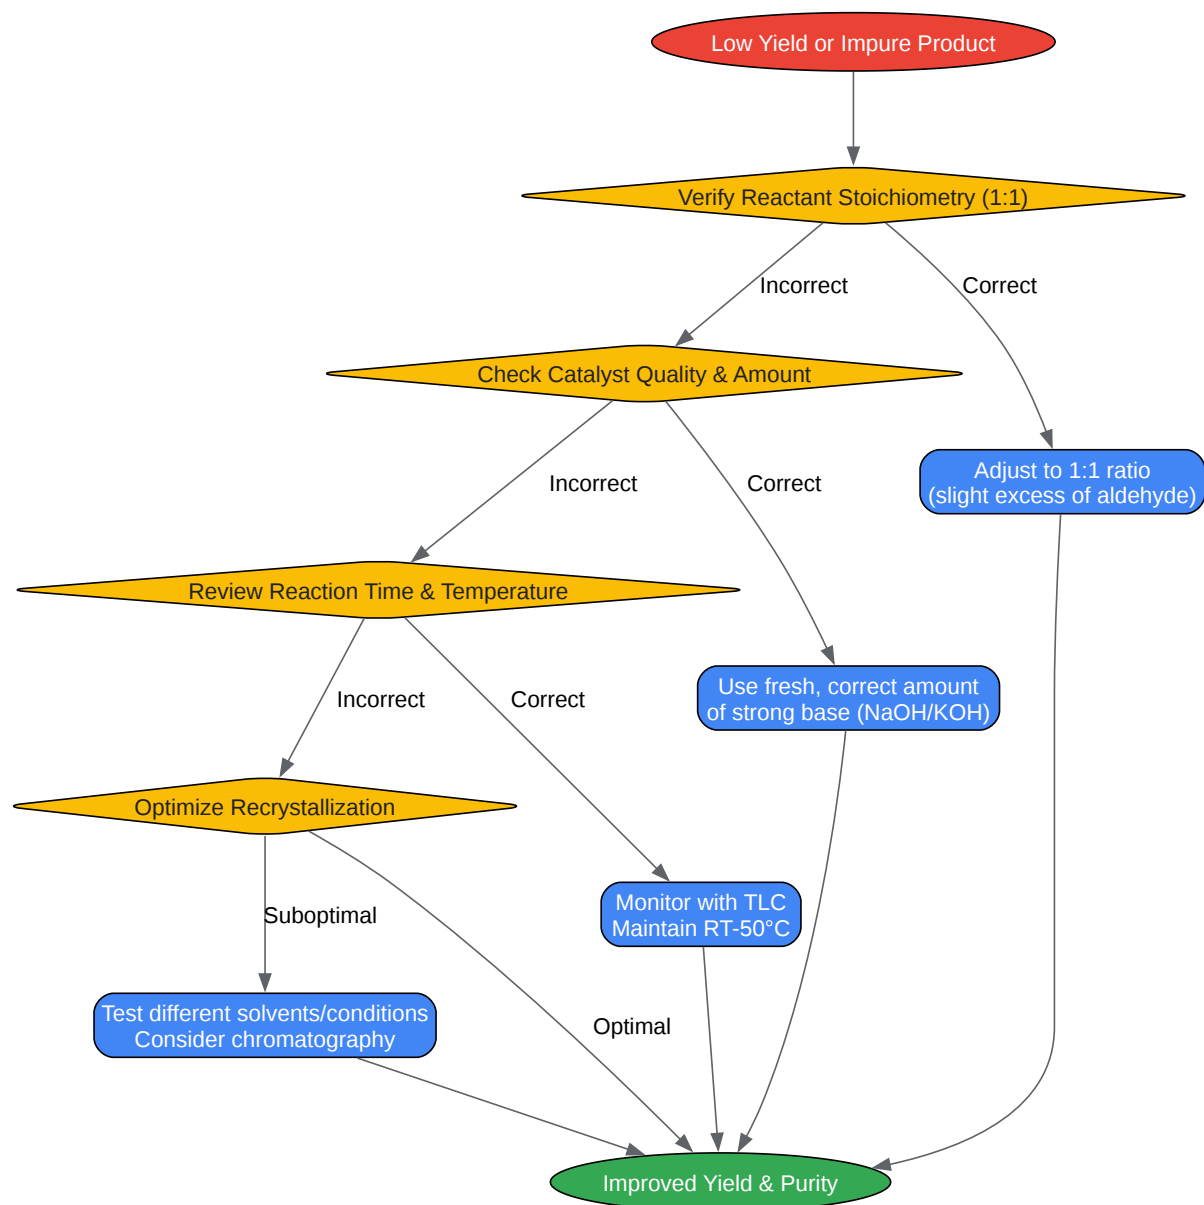 Low Yield or Impure Product
Verify Reactant Stoichiometry (1:1)
Incorrect
Correct
Check Catalyst Quality & Amount
Adjust to 1:1 ratio
(slight excess of aldehyde)
Incorrect
Correct
Review Reaction Time & Temperature
Use fresh, correct amount
of strong base (NaOH/KOH)
Incorrect
Correct
Optimize Recrystallization
Monitor with TLC
Maintain RT-50°C
Suboptimal
Test different solvents/conditions
Consider chromatography
Optimal
Improved Yield & Purity